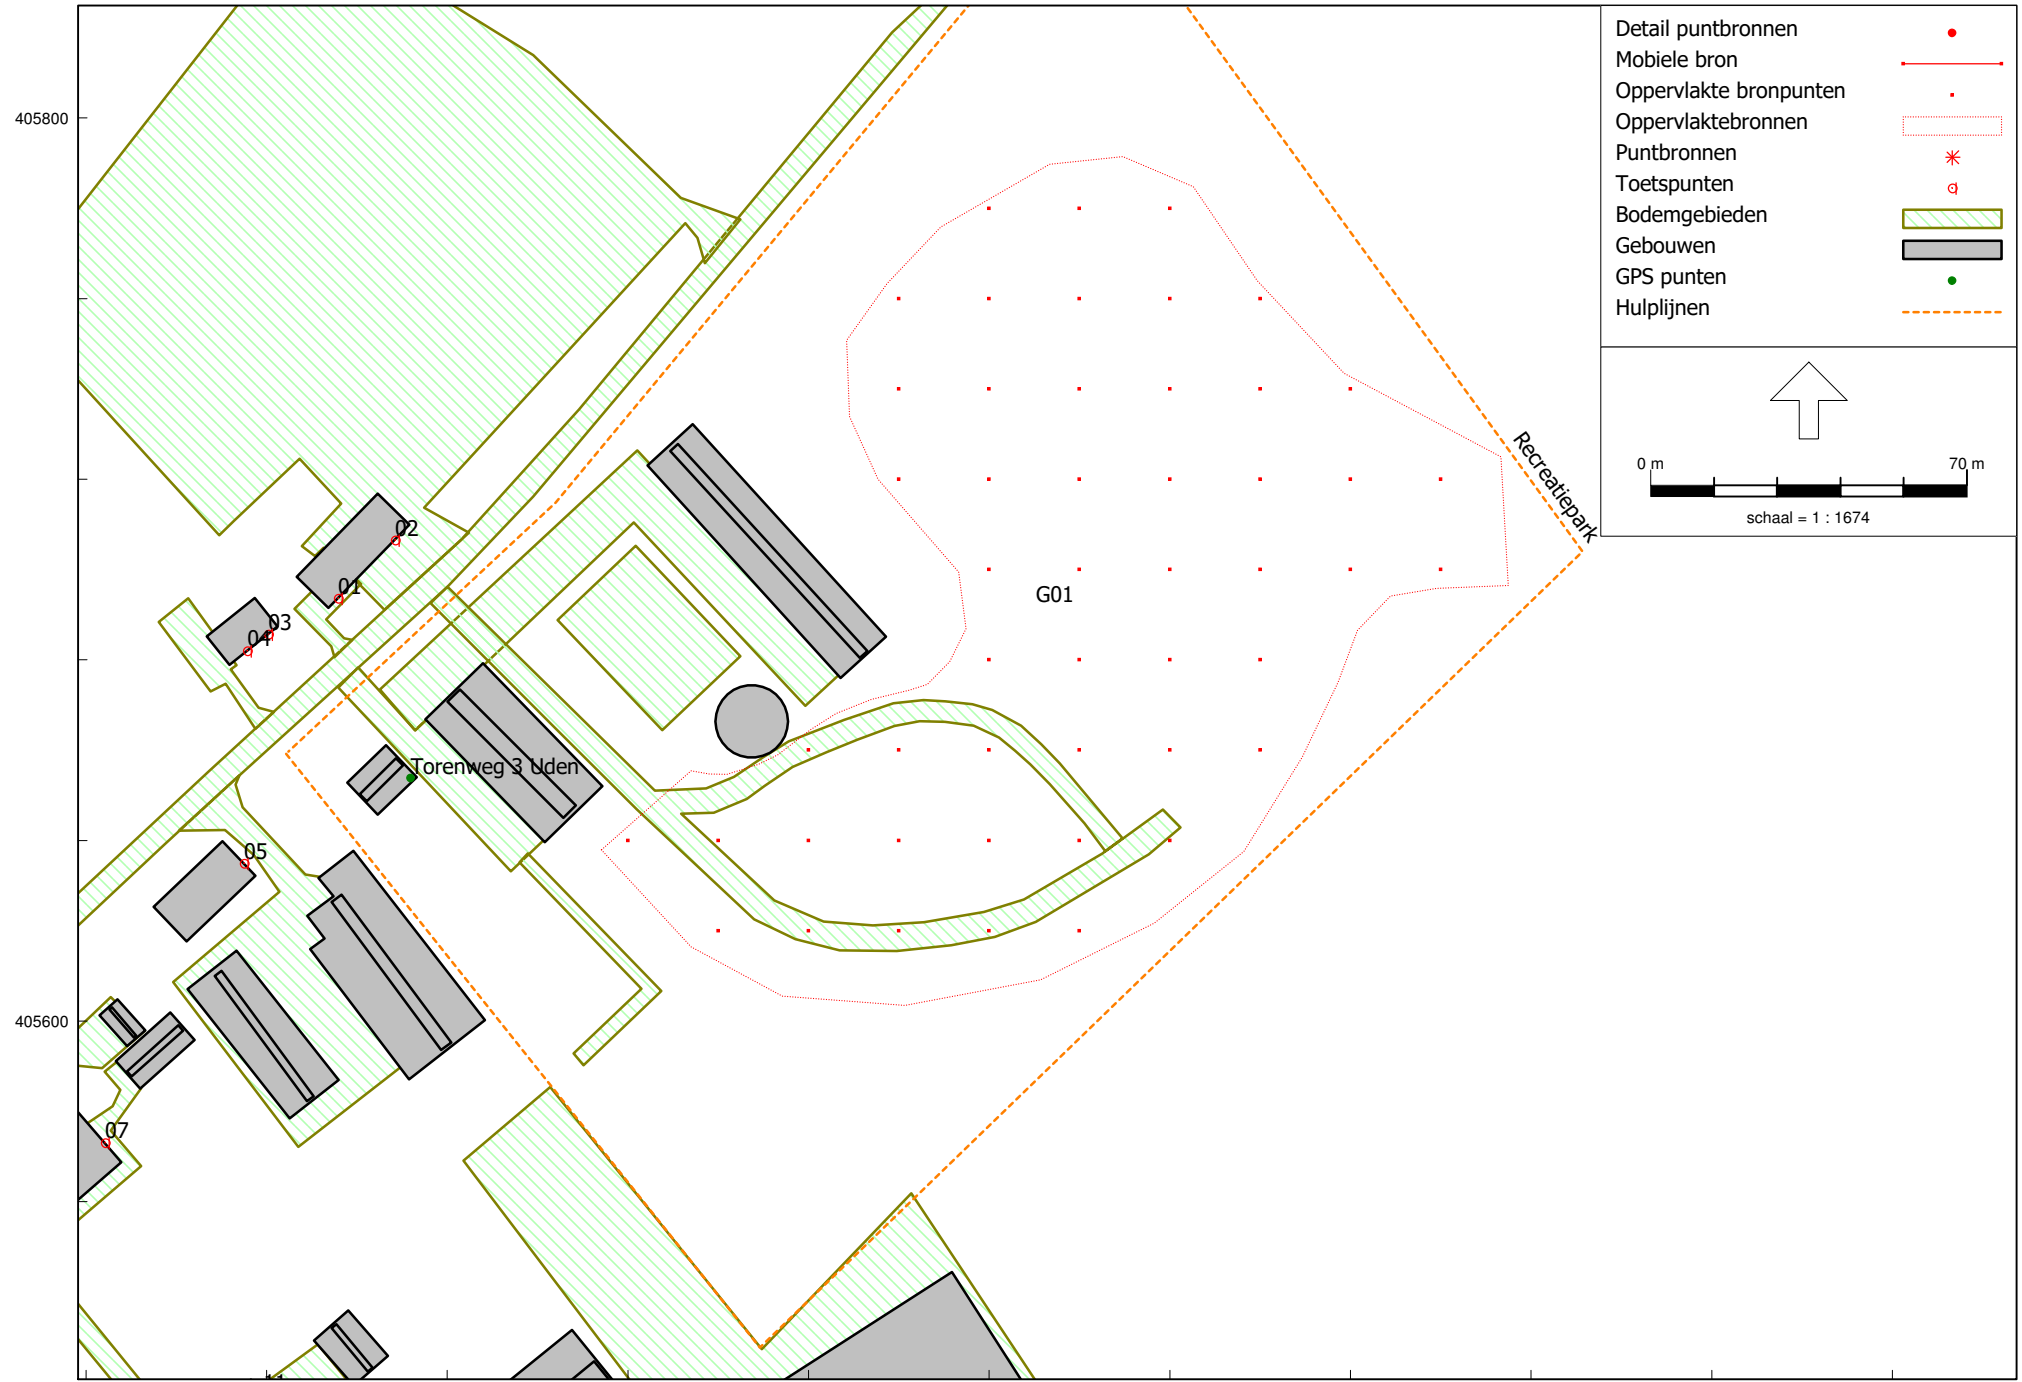 Detail puntbronnen
Mobiele bron
Oppervlakte bronpunten
Oppervlaktebronnen
Puntbronnen
Toetspunten
Bodemgebieden
Gebouwen
GPS punten
Hulplijnen
0 m 70 m
schaal = 1 : 1674
405800
Recreatiepark
02
01
G01
03
04
Torenweg 3 Uden
05
405600
07